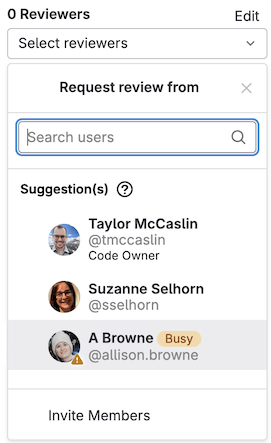 0 Reviewers Edit
Select reviewers
Request review from
Search users
Suggestion(s)
Taylor McCaslin
@tmccaslin
Code Owner
Suzanne Selhorn
@sselhorn
A Browne Busy
@allison.browne
Invite Members